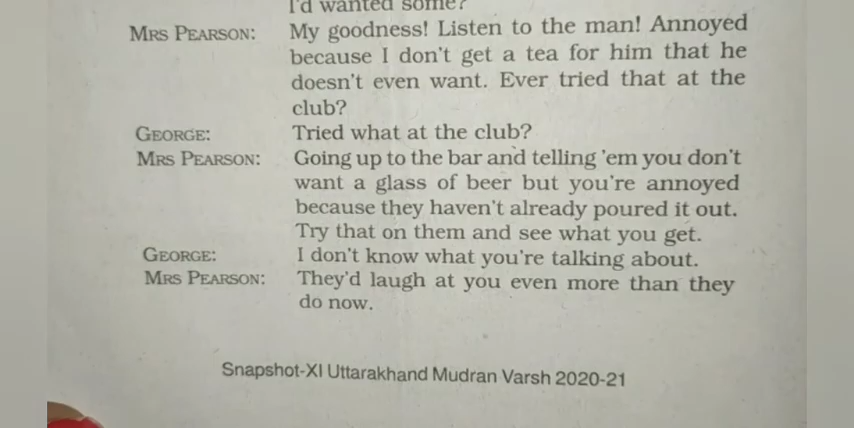 I'd wanted some?
MRS PEARSON: My goodness! Listen to the man! Annoyed
because I don't get a tea for him that he
doesn't even want. Ever tried that at the
club?
GEORGE: Tried what at the club?
MRS PEARSON: Going up to the bar and telling 'em you don't
want a glass of beer but you're annoyed
because they haven't already poured it out.
Try that on them and see what you get.
GEORGE: I don't know what you're talking about.
MRS PEARSON: They'd laugh at you even more than they
do now.
Snapshot-XI Uttarakhand Mudran Varsh 2020-21